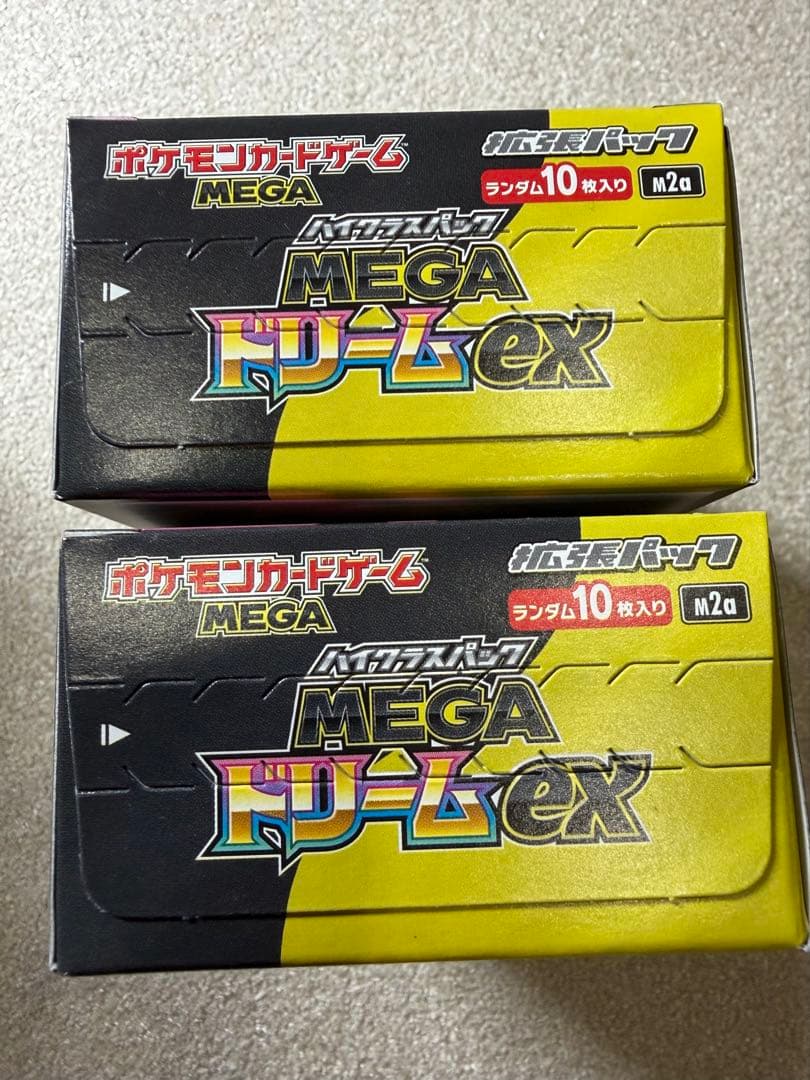 ポケモンカードゲーム
MEGA
拡張パック
ランダム10枚入り
M2a
ハイクラスパック
MEGA
ドリームex
ポケモンカードゲーム
MEGA
拡張パック
ランダム10枚入り
M2a
ハイクラスパック
MEGA
ドリームex